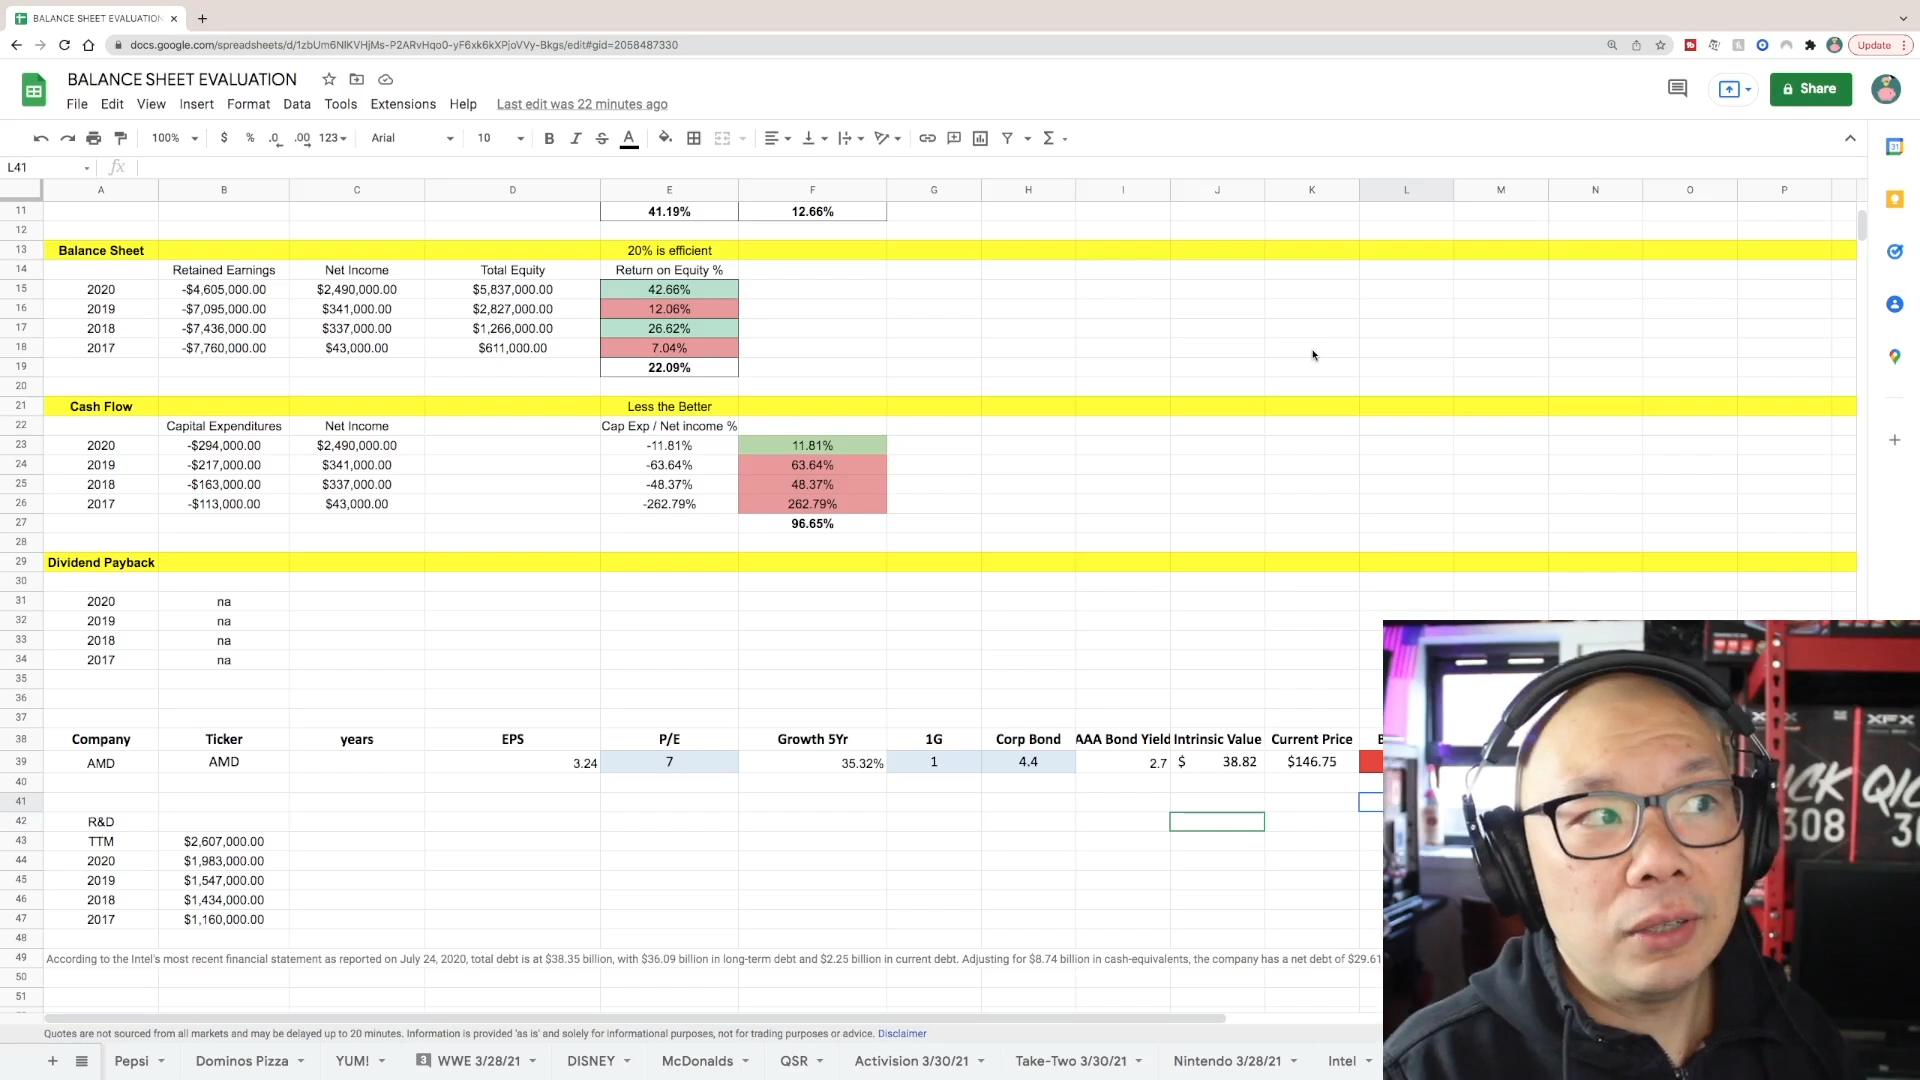 BALANCE SHEET EVALUATION
docs.google.com/spreadsheets/d/1zbUm6NlKVHjMs-P2ARvHqo0-yF6xk6kXPjoVVy-Bkgs/edit#gid=2058487330
Update
BALANCE SHEET EVALUATION
File Edit View Insert Format Data Tools Extensions Help Last edit was 22 minutes ago
Share
100% $ % .0 .00 123 Arial 10 B I S A
L41 fx
A B C D E F G H I J K L M N O P
11 41.19% 12.66%
12
13 Balance Sheet 20% is efficient
14 Retained Earnings Net Income Total Equity Return on Equity %
15 2020 -$4,605,000.00 $2,490,000.00 $5,837,000.00 42.66%
16 2019 -$7,095,000.00 $341,000.00 $2,827,000.00 12.06%
17 2018 -$7,436,000.00 $337,000.00 $1,266,000.00 26.62%
18 2017 -$7,760,000.00 $43,000.00 $611,000.00 7.04%
19 22.09%
20
21 Cash Flow Less the Better
22 Capital Expenditures Net Income Cap Exp / Net income %
23 2020 -$294,000.00 $2,490,000.00 -11.81% 11.81%
24 2019 -$217,000.00 $341,000.00 -63.64% 63.64%
25 2018 -$163,000.00 $337,000.00 -48.37% 48.37%
26 2017 -$113,000.00 $43,000.00 -262.79% 262.79%
27 96.65%
28
29 Dividend Payback
30
31 2020 na
32 2019 na
33 2018 na
34 2017 na
35
36
37
38 Company Ticker years EPS P/E Growth 5Yr 1G Corp Bond AAA Bond Yield Intrinsic Value Current Price
39 AMD AMD 3.24 7 35.32% 1 4.4 2.7 $ 38.82 $146.75
40
41
42 R&D
43 TTM $2,607,000.00
44 2020 $1,983,000.00
45 2019 $1,547,000.00
46 2018 $1,434,000.00
47 2017 $1,160,000.00
48
49 According to the Intel's most recent financial statement as reported on July 24, 2020, total debt is at $38.35 billion, with $36.09 billion in long-term debt and $2.25 billion in current debt. Adjusting for $8.74 billion in cash-equivalents, the company has a net debt of $29.61
50
51
XFX
308
Quotes are not sourced from all markets and may be delayed up to 20 minutes. Information is provided 'as is' and solely for informational purposes, not for trading purposes or advice. Disclaimer
Pepsi Dominos Pizza YUM! 3 WWE 3/28/21 DISNEY McDonalds QSR Activision 3/30/21 Take-Two 3/30/21 Nintendo 3/28/21 Intel